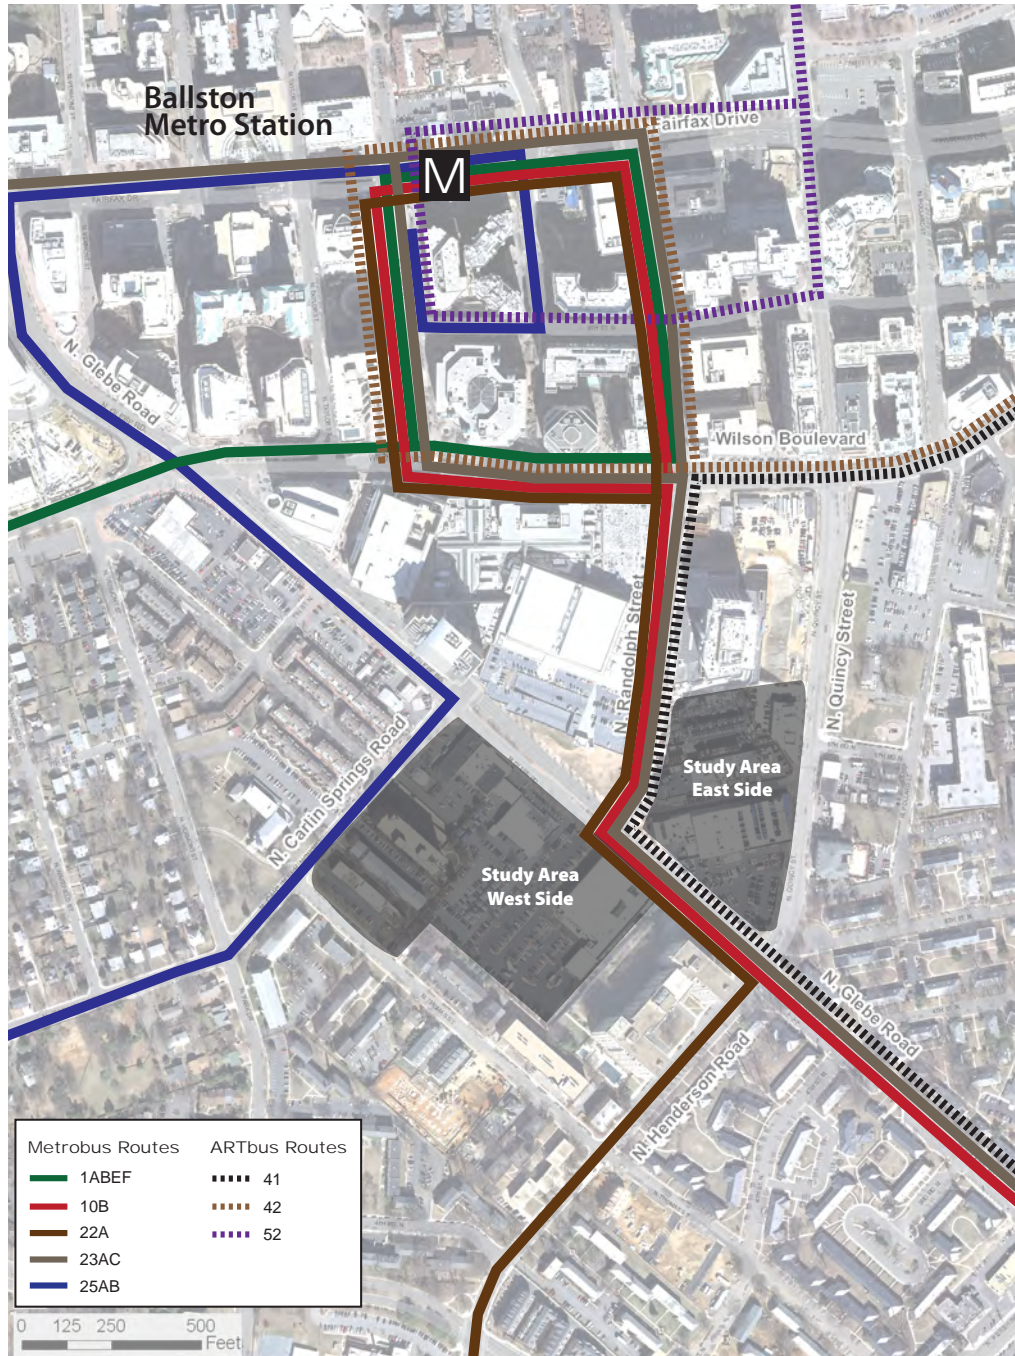 Ballston
Metro Station
M
Fairfax Drive
FAIRFAX DR
N. Glebe Road
Wilson Boulevard
N. Randolph Street
N. Quincy Street
N. Carlin Springs Road
Study Area
East Side
Study Area
West Side
N. Glebe Road
N. Henderson Road
Metrobus Routes
ARTbus Routes
1ABEF
41
10B
42
22A
52
23AC
25AB
0 125 250 500
Feet